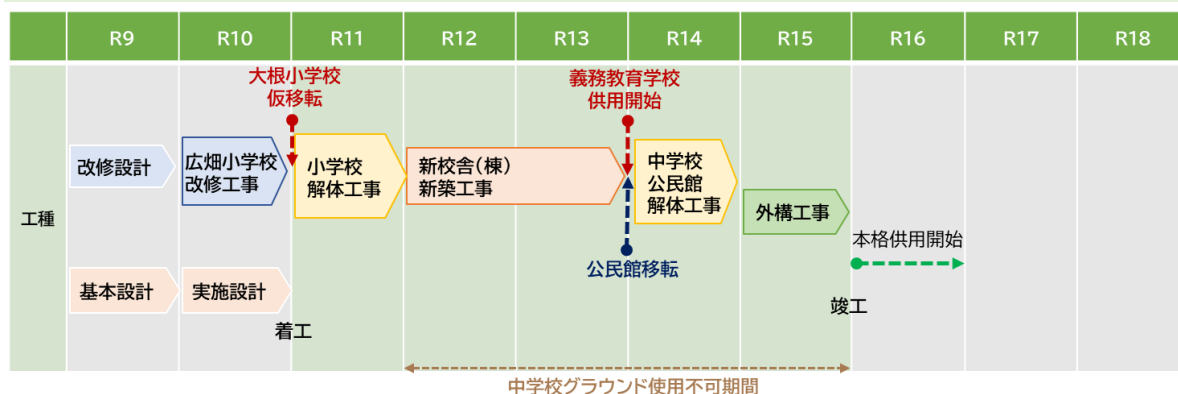 R9 R10 R11 R12 R13 R14 R15 R16 R17 R18
工種
大根小学校
仮移転
義務教育学校
供用開始
改修設計
広畑小学校
改修工事
小学校
解体工事
新校舎(棟)
新築工事
中学校
公民館
解体工事
外構工事
本格供用開始
公民館移転
基本設計
実施設計
着工
竣工
中学校グラウンド使用不可期間